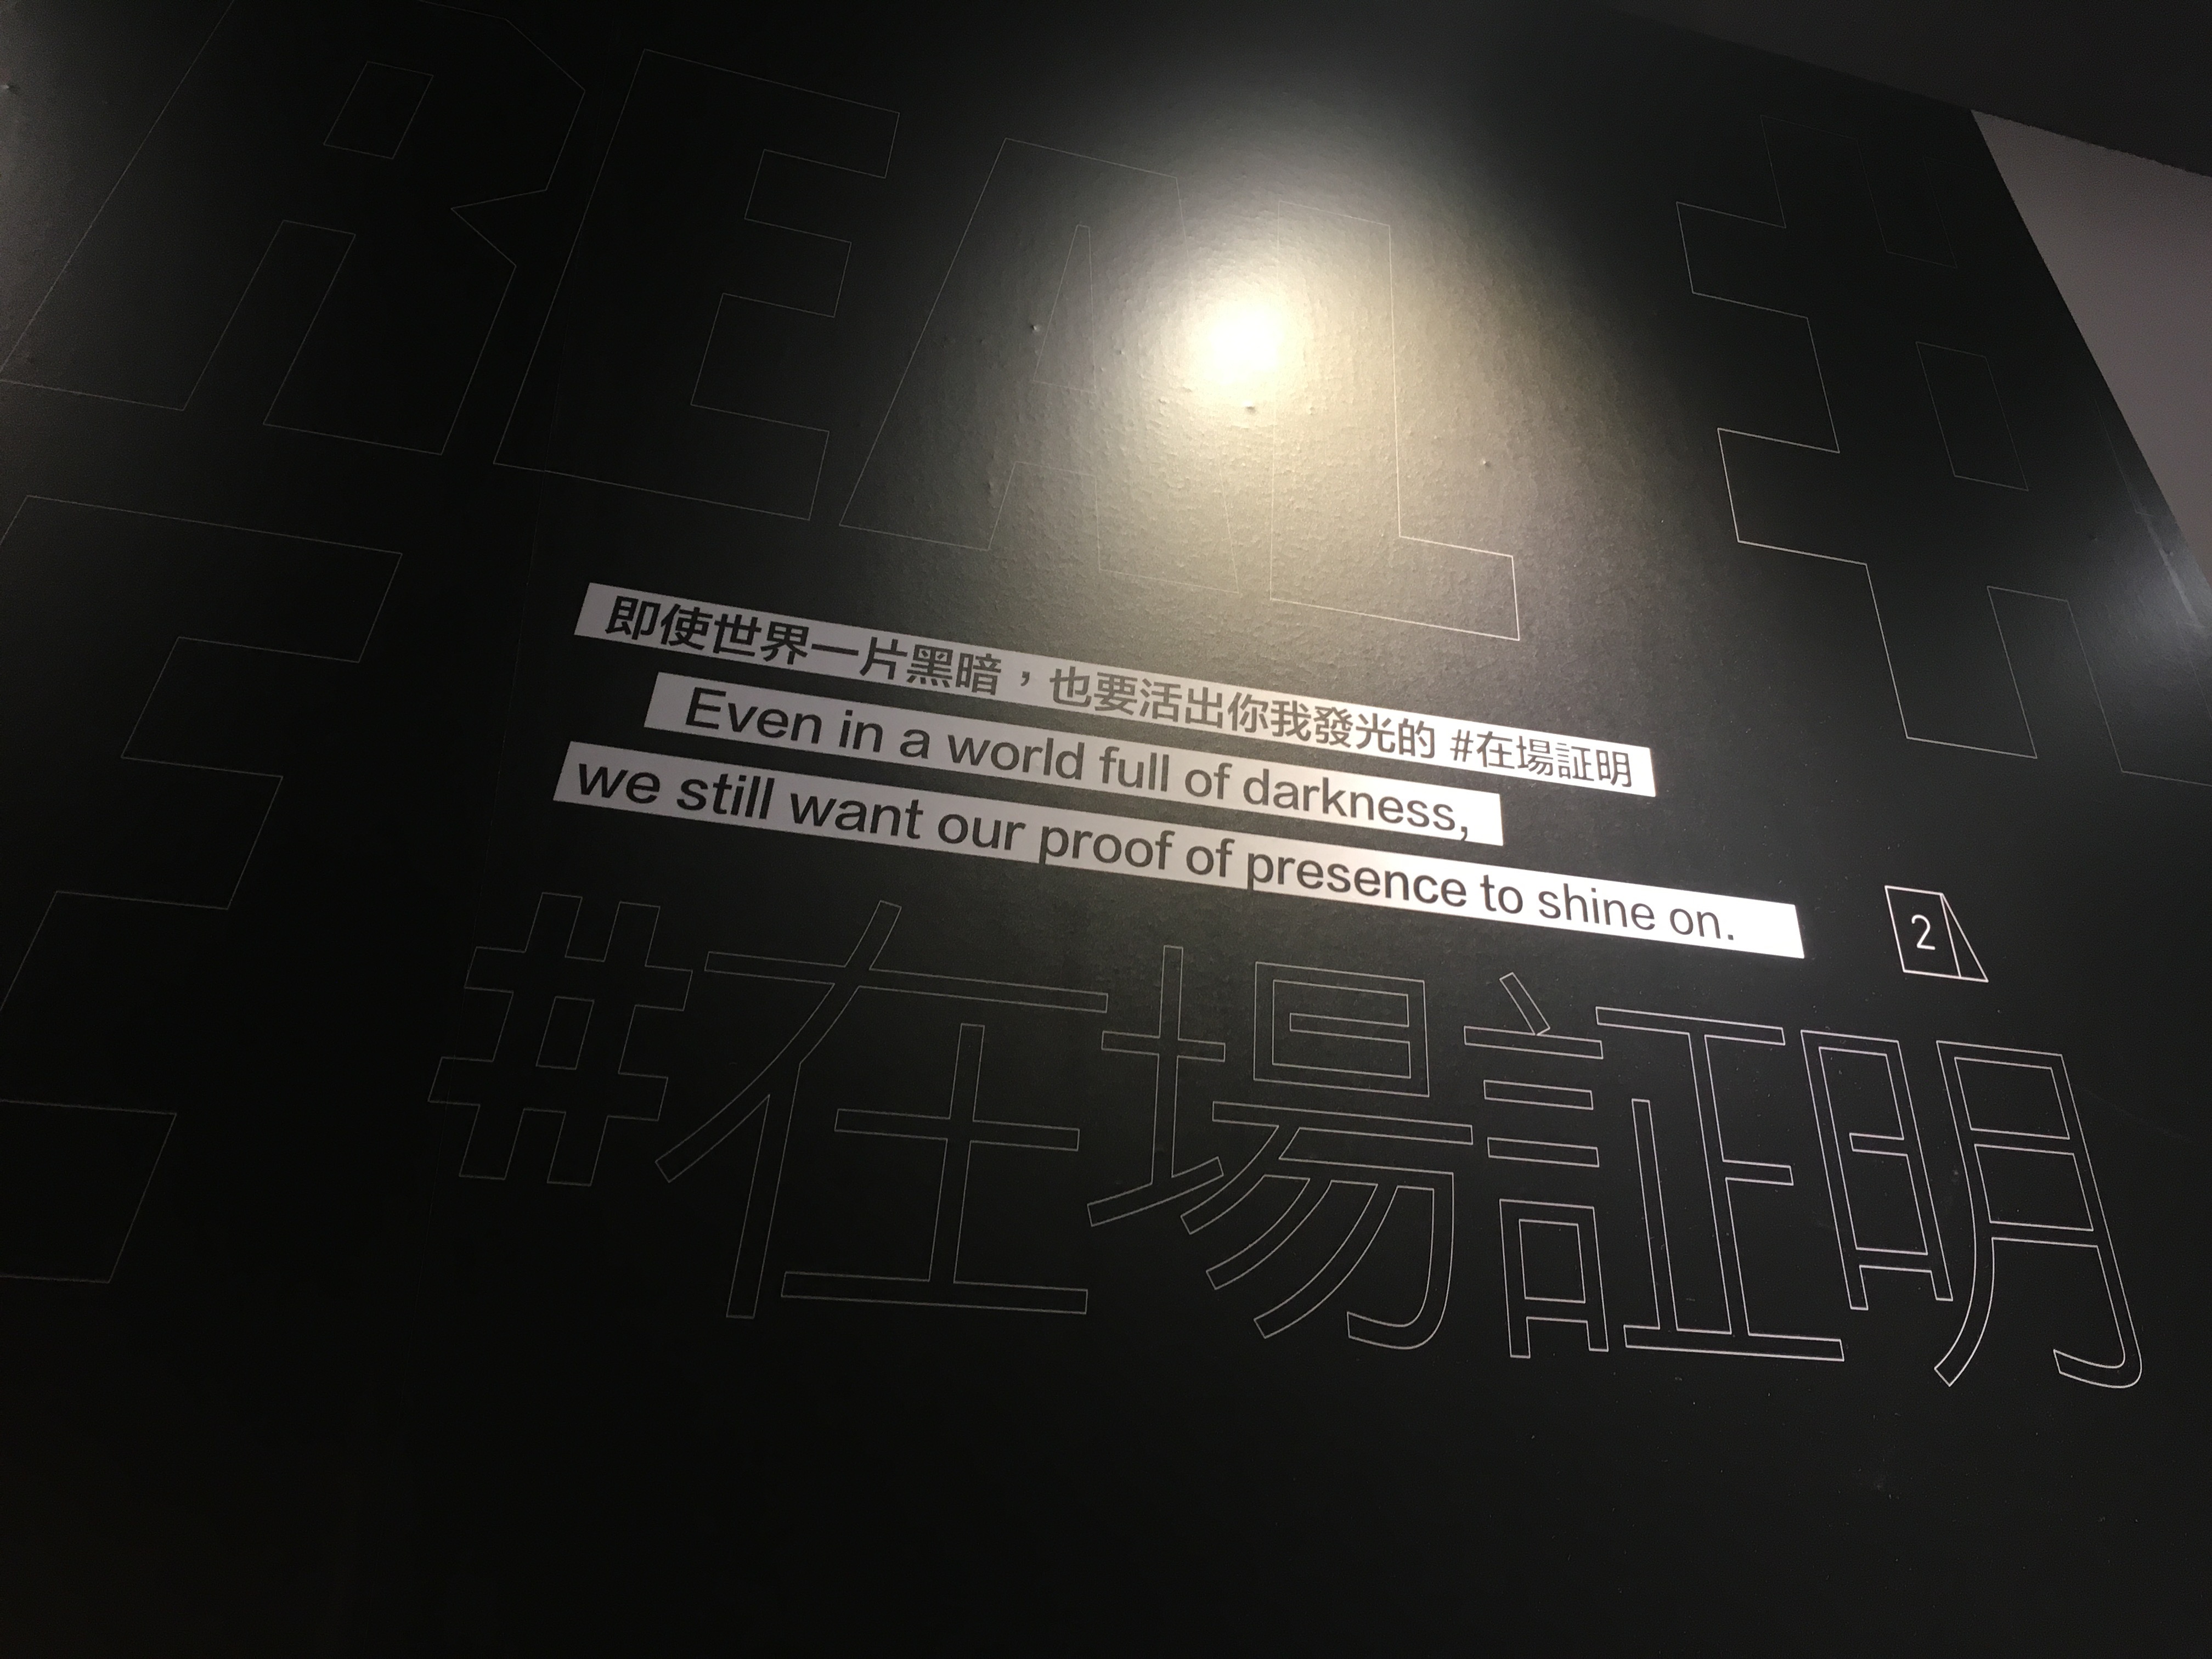 REAL #
即使世界一片黑暗，也要活出你我發光的 #在場証明
Even in a world full of darkness,
we still want our proof of presence to shine on.
2
#在場証明